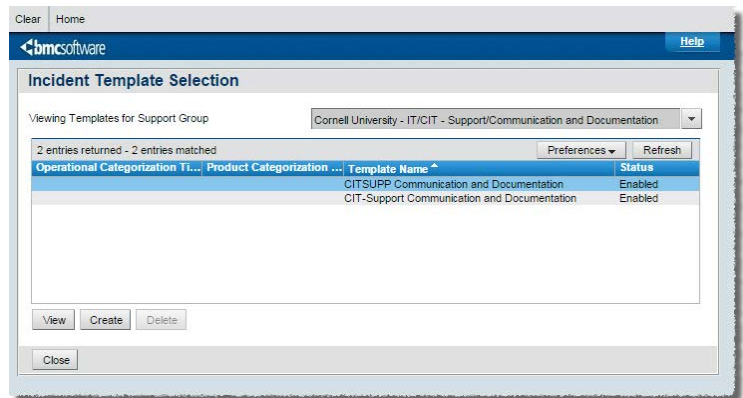 Clear Home
bmcsoftware Help
Incident Template Selection
Viewing Templates for Support Group Cornell University - IT/CIT - Support/Communication and Documentation
2 entries returned - 2 entries matched Preferences Refresh
Operational Categorization Ti... Product Categorization ... Template Name Status
CITSUPP Communication and Documentation Enabled
CIT-Support Communication and Documentation Enabled
View Create Delete
Close